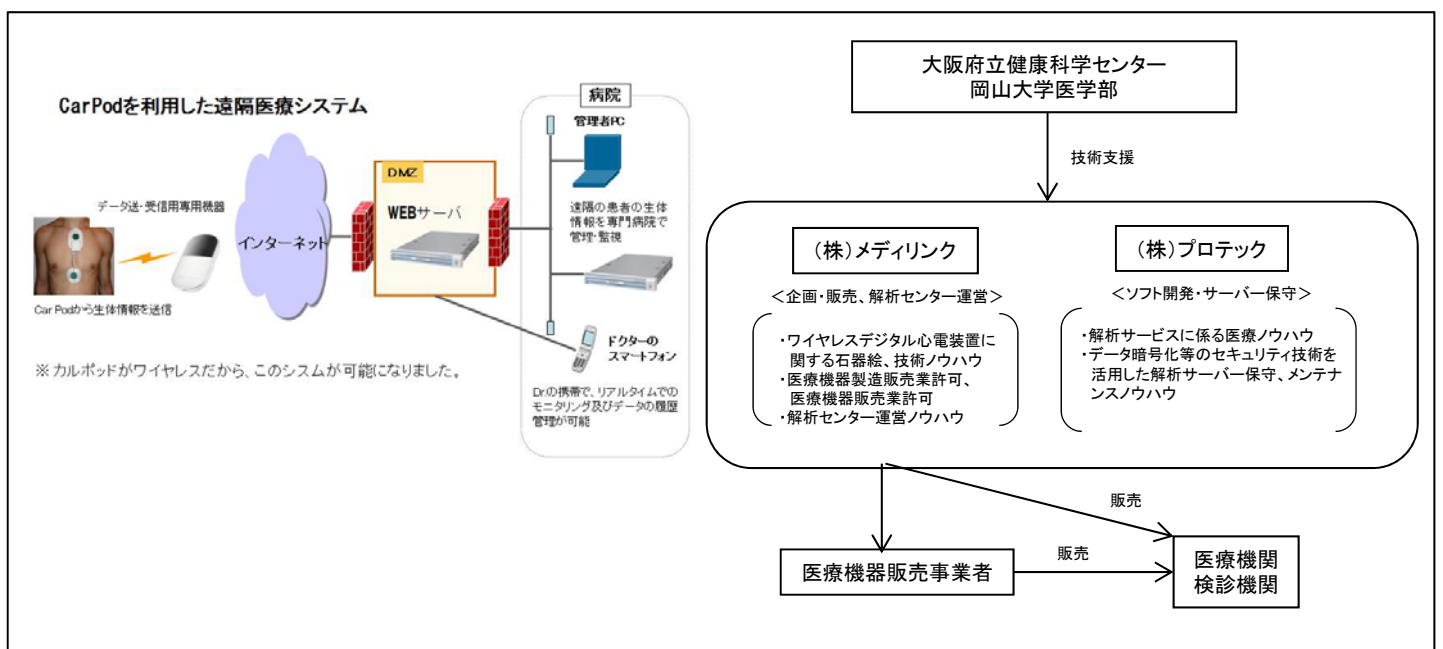 CarPodを利用した遠隔医療システム
データ送・受信用専用機器
Car Podから生体情報を送信
インターネット
DMZ
WEBサーバ
病院
管理者PC
遠隔の患者の生体
情報を専門病院で
管理・監視
ドクターの
スマートフォン
Dr.の携帯で、リアルタイムでの
モニタリング及びデータの履歴
管理が可能
※カルポッドがワイヤレスだから、このシスムが可能になりました。
大阪府立健康科学センター
岡山大学医学部
技術支援
(株)メディリンク
<企画・販売、解析センター運営>
・ワイヤレスデジタル心電装置に
関する石器絵、技術ノウハウ
・医療機器製造販売業許可、
医療機器販売業許可
・解析センター運営ノウハウ
(株)プロテック
<ソフト開発・サーバー保守>
・解析サービスに係る医療ノウハウ
・データ暗号化等のセキュリティ技術を
活用した解析サーバー保守、メンテナ
ンスノウハウ
販売
医療機器販売事業者
販売
医療機関
検診機関